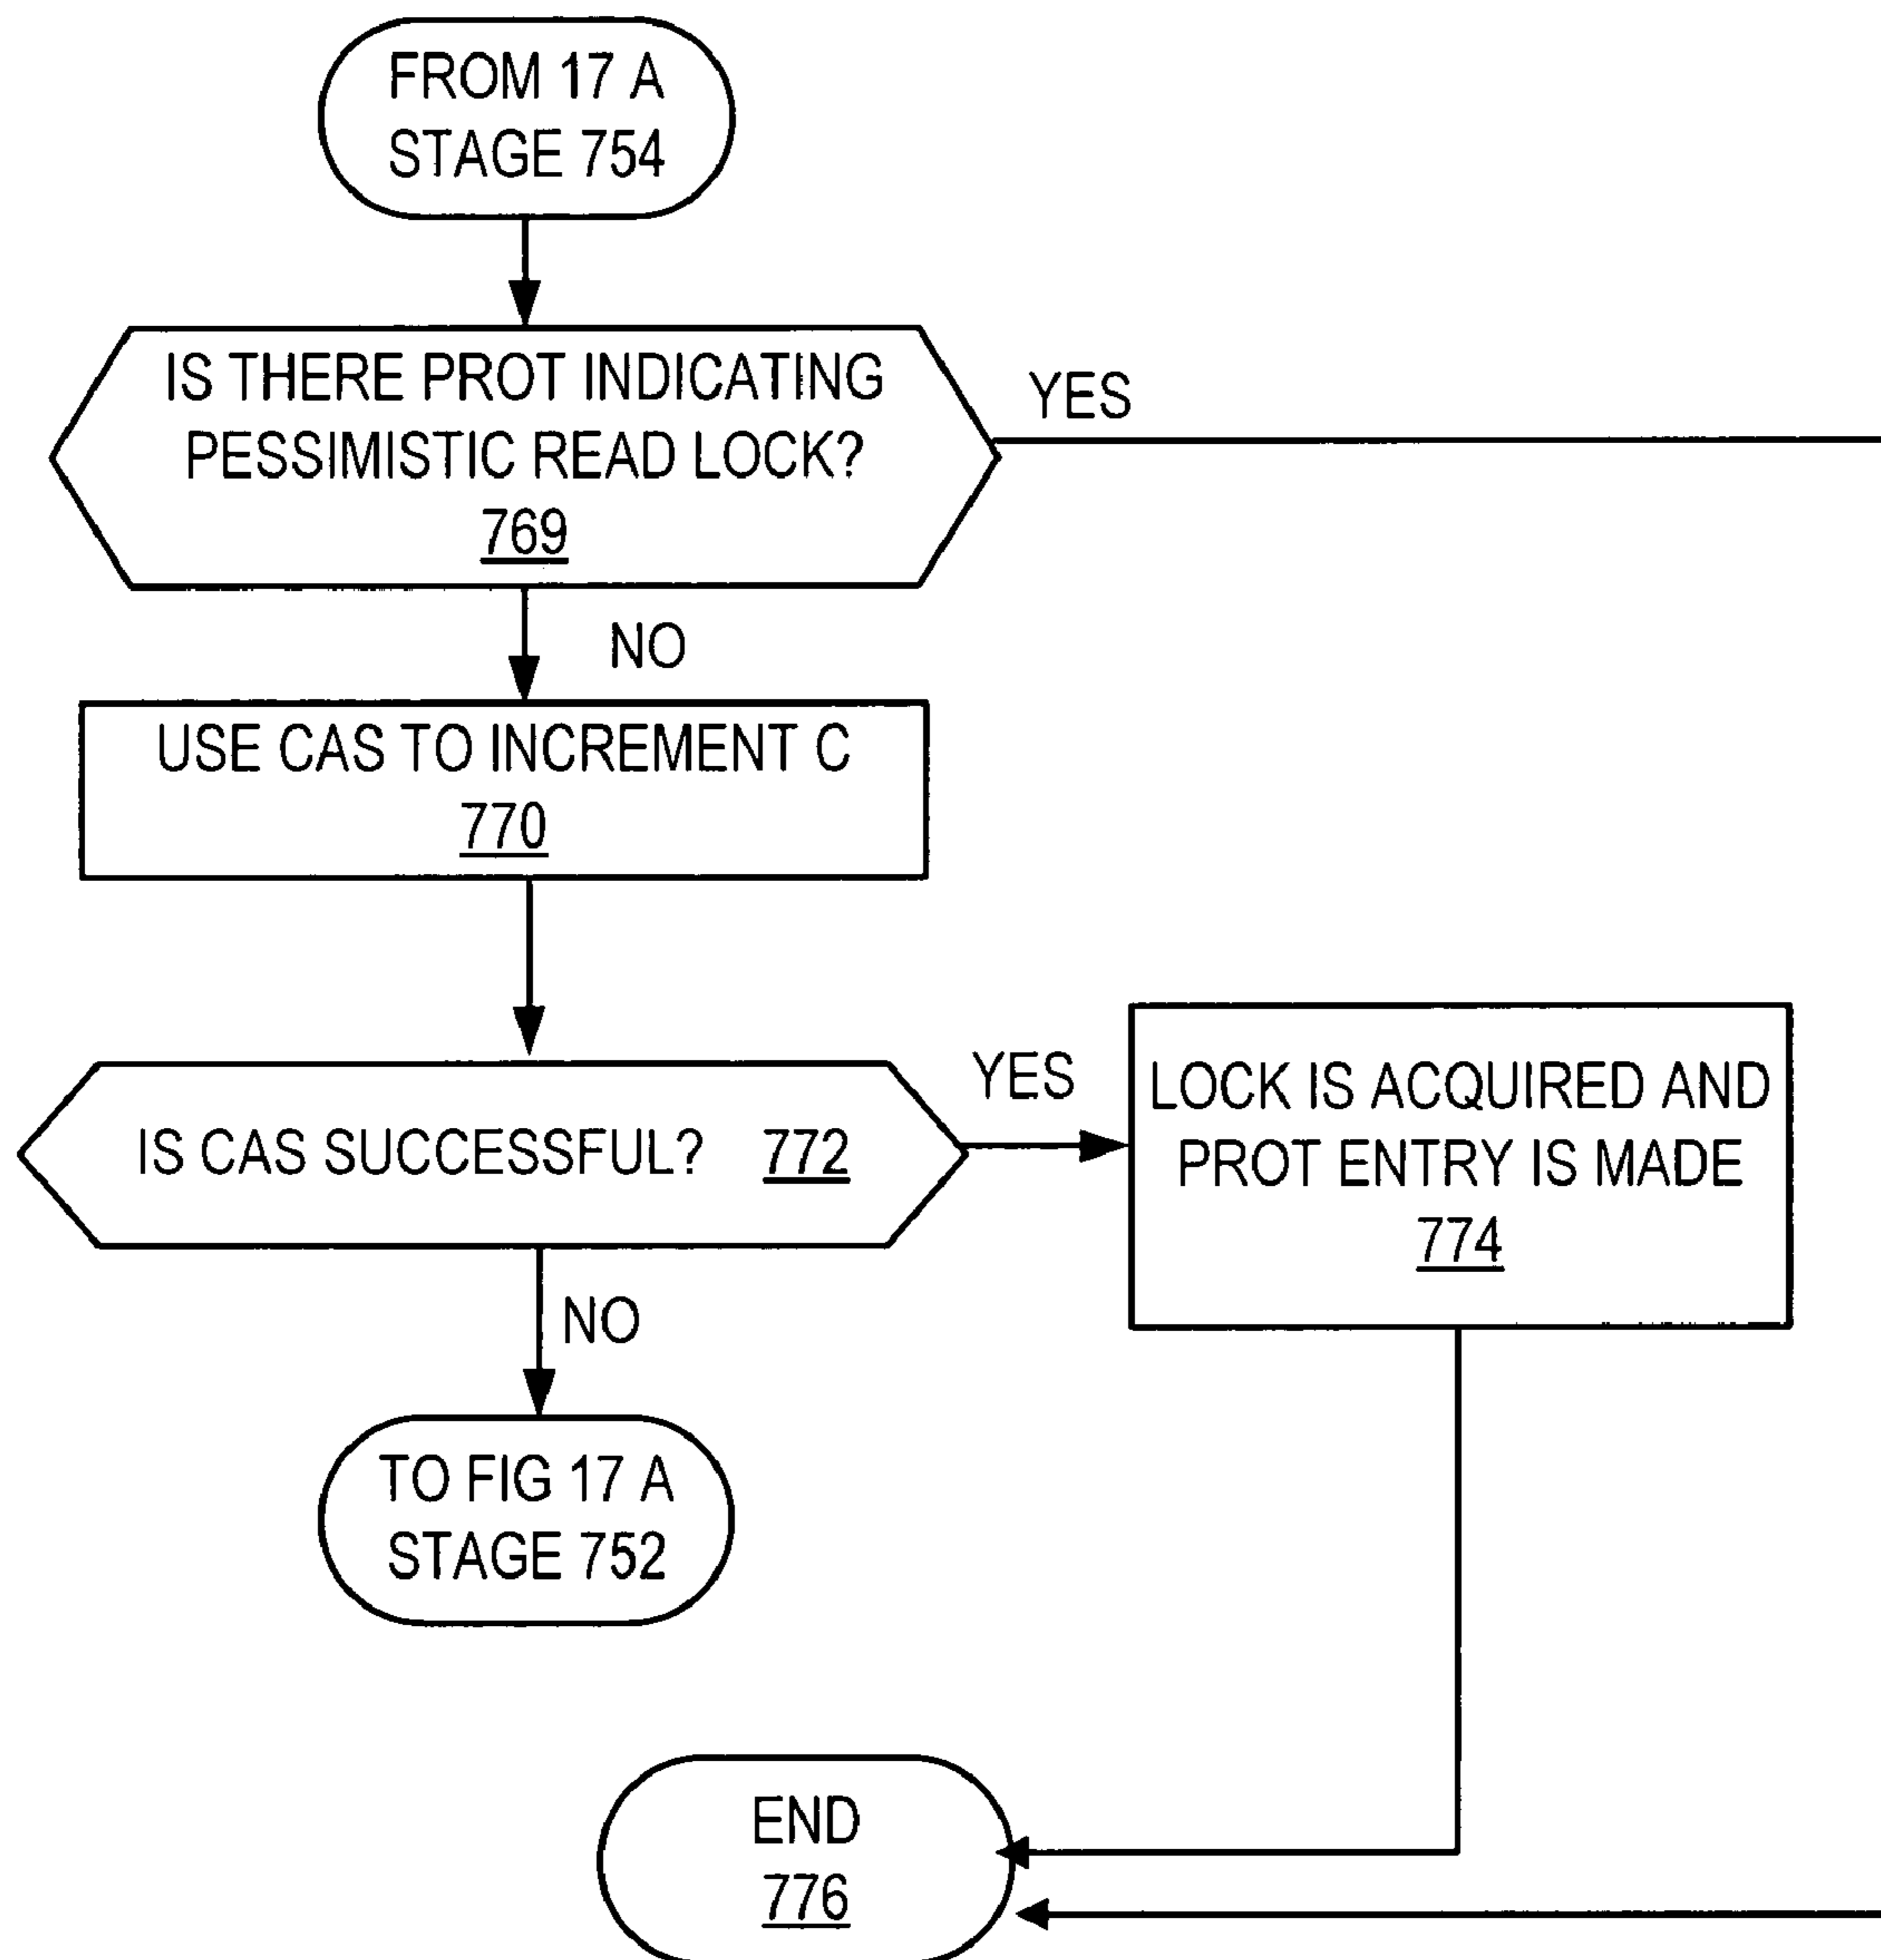 FROM 17 A
STAGE 754
IS THERE PROT INDICATING
PESSIMISTIC READ LOCK?
769
YES
NO
USE CAS TO INCREMENT C
770
IS CAS SUCCESSFUL? 772
YES
LOCK IS ACQUIRED AND
PROT ENTRY IS MADE
774
NO
TO FIG 17 A
STAGE 752
END
776